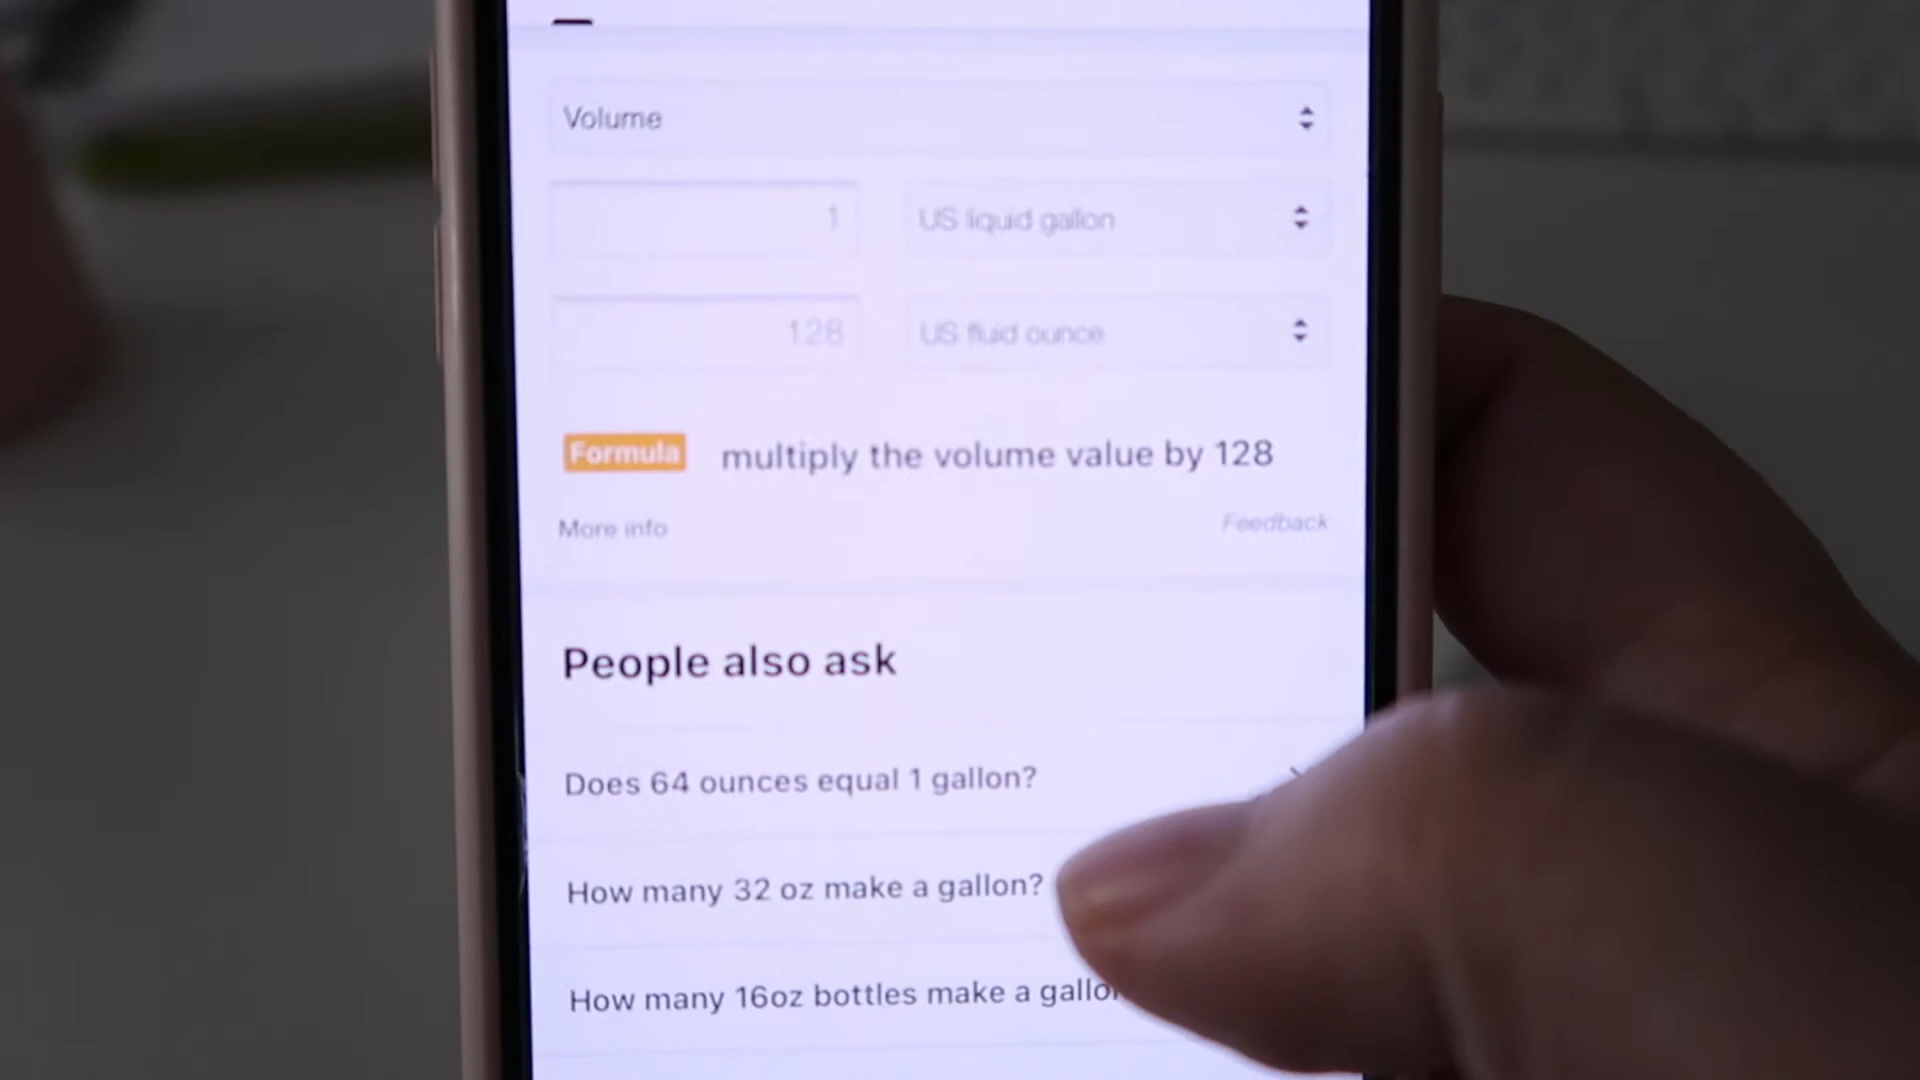 Volume
1 US liquid gallon
128 US fluid ounce
Formula multiply the volume value by 128
More info Feedback
People also ask
Does 64 ounces equal 1 gallon?
How many 32 oz make a gallon?
How many 16oz bottles make a